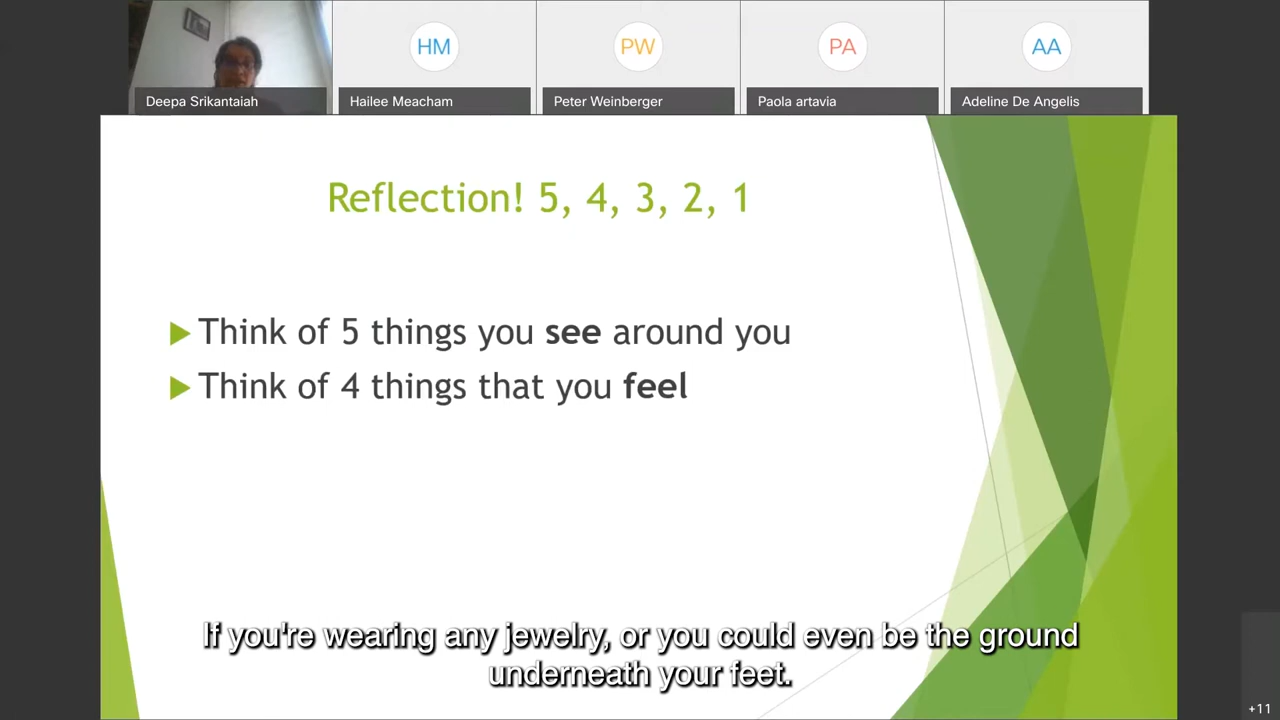 HM
PW
PA
AA
Deepa Srikantaiah
Hailee Meacham
Peter Weinberger
Paola artavia
Adeline De Angelis
Reflection! 5, 4, 3, 2, 1
Think of 5 things you see around you
Think of 4 things that you feel
If you're wearing any jewelry, or you could even be the ground
underneath your feet.
+11